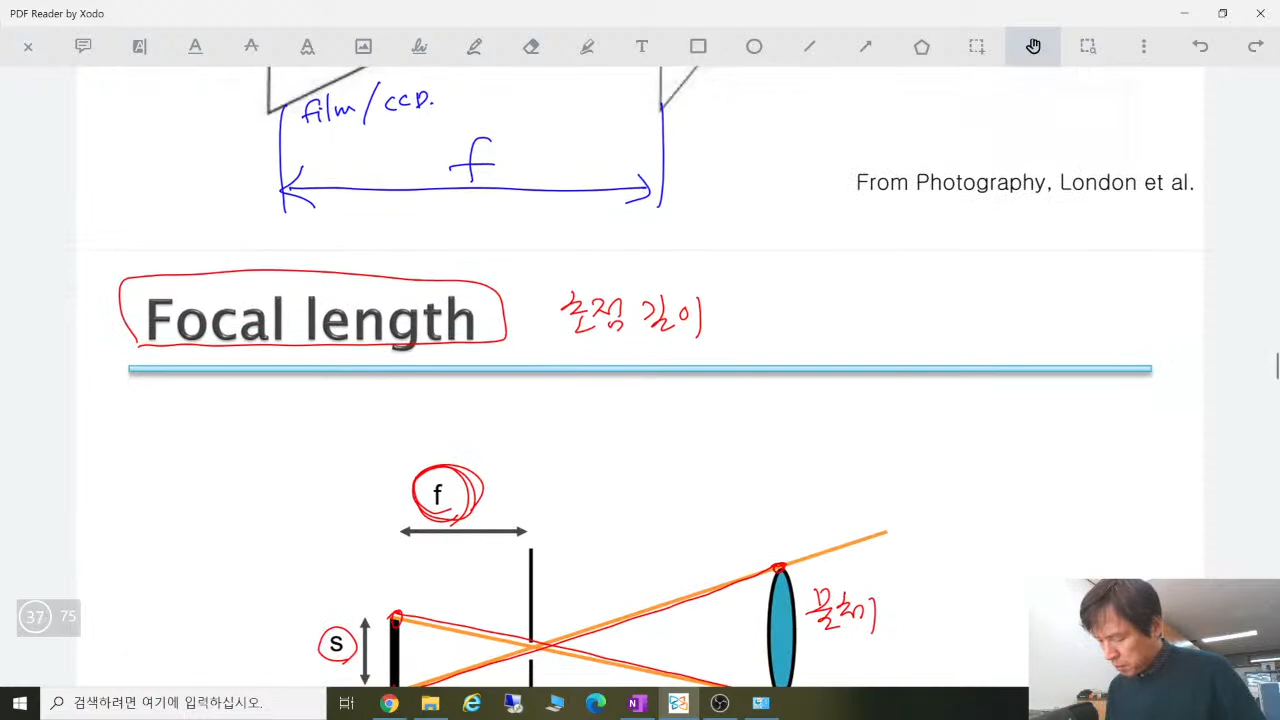 PDF Reader by Xodo
T
film/CCD.
f
From Photography, London et al.
Focal length
초점 길이
f
s
물체
37 75
검색하려면 여기에 입력하십시오.